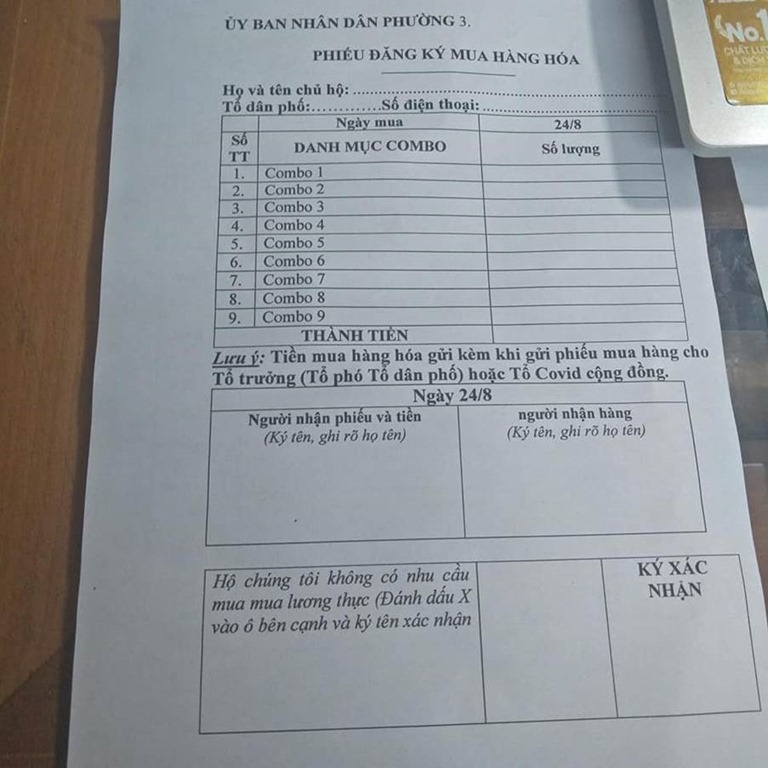 ỦY BAN NHÂN DÂN PHƯỜNG 3.
No.1
CHẤT LƯỢ
& DỊCH
PHIẾU ĐĂNG KÝ MUA HÀNG HÓA
Họ và tên chủ hộ: ..........................................................
Tổ dân phố:.............Số điện thoại:..................................
Ngày mua 24/8
Số TT DANH MỤC COMBO Số lượng
1. Combo 1
2. Combo 2
3. Combo 3
4. Combo 4
5. Combo 5
6. Combo 6
7. Combo 7
8. Combo 8
9. Combo 9
THÀNH TIỀN
Lưu ý: Tiền mua hàng hóa gửi kèm khi gửi phiếu mua hàng cho
Tổ trưởng (Tổ phó Tổ dân phố) hoặc Tổ Covid cộng đồng.
Ngày 24/8
Người nhận phiếu và tiền người nhận hàng
(Ký tên, ghi rõ họ tên) (Ký tên, ghi rõ họ tên)
Hộ chúng tôi không có nhu cầu
mua mua lương thực (Đánh dấu X
vào ô bên cạnh và ký tên xác nhận
KÝ XÁC
NHẬN